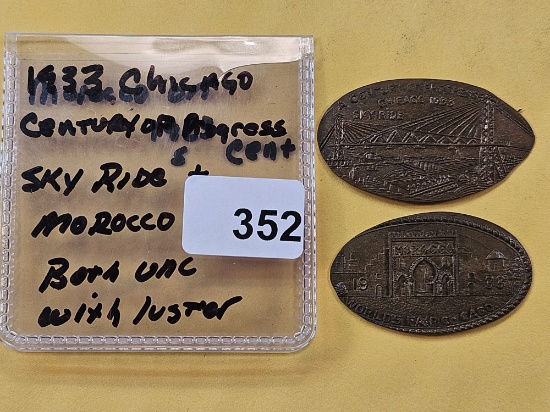 1933 CHICAGO
CENTURY OF PROGRESS
CENT
SKY RIDE +
MOROCCO
BOTH UNC
with luster
352
A CENTURY OF PROGRESS
CHICAGO 1933
SKY RIDE
MOROCCO
19 33
WORLD'S FAIR - CHGO